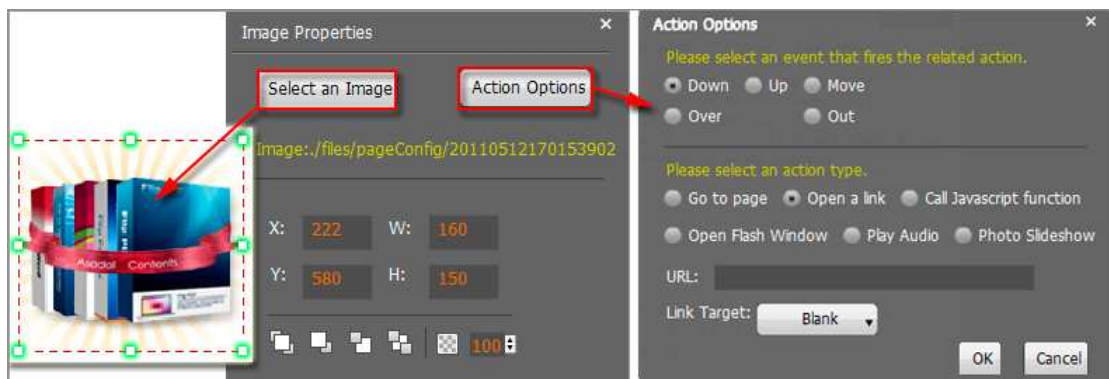 Image Properties
×
Select an Image
Action Options
Image:./files/pageConfig/20110512170153902
X: 222 W: 160
Y: 580 H: 150
100
Asadal Contents
Action Options
×
Please select an event that fires the related action.
Down Up Move
Over Out
Please select an action type.
Go to page Open a link Call Javascript function
Open Flash Window Play Audio Photo Slideshow
URL:
Link Target: Blank
OK Cancel